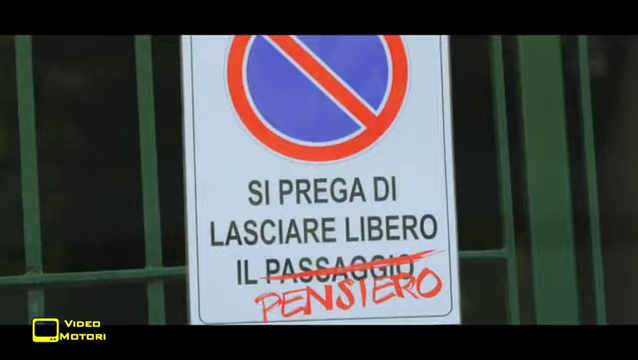 SI PREGA DI
LASCIARE LIBERO
IL PASSAGGIO
PENSIERO
VIDEO
MOTORI